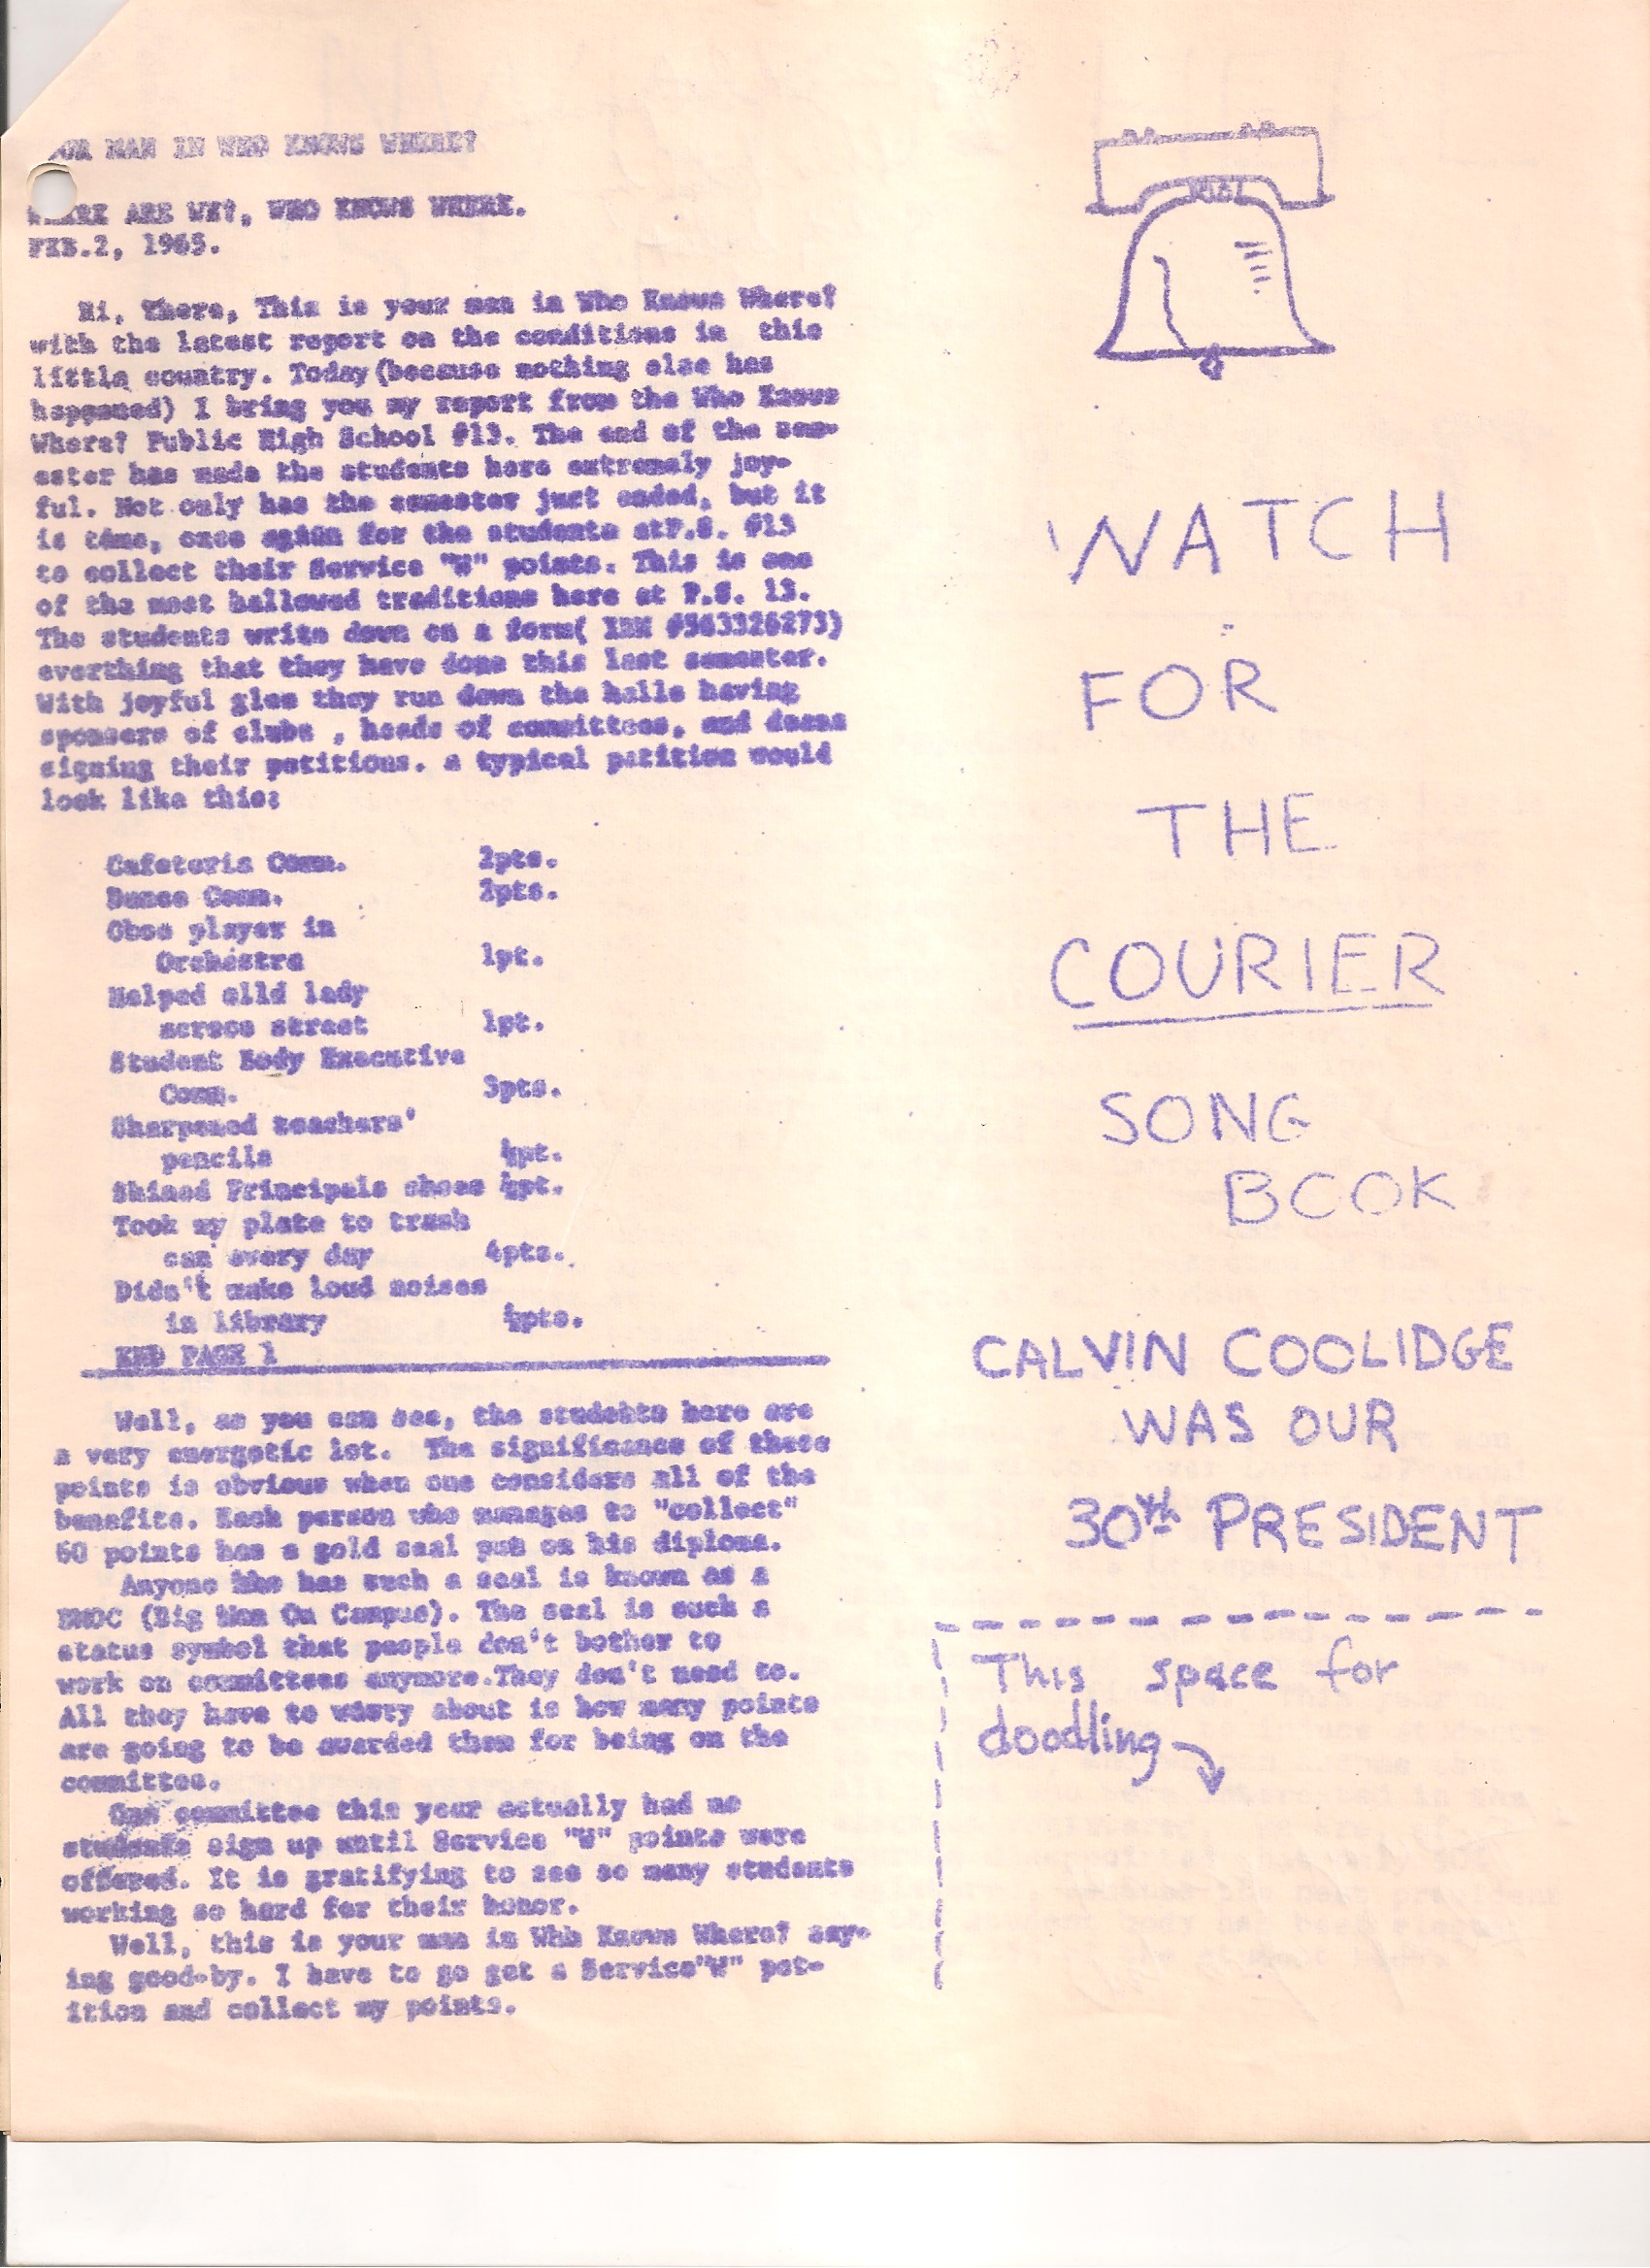 OUR MAN IN WHO KNOWS WHERE?
WHERE ARE WE?, WHO KNOWS WHERE.
FEB.2, 1965.
Hi, There, This is your man in Who Knows Where?
with the latest report on the conditions in this
little country. Today(because nothing else has
happened) I bring you my report from the Who Knows
Where? Public High School #13. The end of the sem-
ester has made the students here extremely joy-
ful. Not only has the semester just ended, but it
is time, once again for the students atP.S. #13
to collect their Service "W" points. This is one
of the most hallowed traditions here at P.S. 13.
The students write down on a form( IBM #563326273)
everthing that they have done this last semester.
With joyful glee they run down the halls having
sponsers of clubs , heads of committees, and deans
signing their petitions. a typical petition would
look like this:
Cafeteria Comm. 2pts.
Dance Comm. 2pts.
Oboe player in
Orchestra 1pt.
Helped olld lady
across street 1pt.
Student Body Executive
Comm. 3pts.
Sharpened teachers'
pencils ½pt.
Shined Principals shoes ½pt.
Took my plate to trash
can every day 4pts.
Didn't make loud noises
in library ½pts.
END PAGE 1
Well, as you can see, the students here are
a very energetic lot. The significance of these
points is obvious when one considers all of the
benefits. Each person who manages to "collect"
60 points has a gold seal put on his diploma.
Anyone who has such a seal is known as a
BMOC (Big Man On Campus). The seal is such a
status symbol that people don't bother to
work on committees anymore.They don't need to.
All they have to worry about is how many points
are going to be awarded them for being on the
committee.
One committee this year actually had no
students sign up until Service "W" points were
offered. It is gratifying to see so many students
working so hard for their honor.
Well, this is your man in Whh Knows Where? say-
ing good-by. I have to go get a Service"W" pet-
ition and collect my points.
WATCH
FOR
THE
COURIER
SONG
BOOK
CALVIN COOLIDGE
WAS OUR
30th PRESIDENT
This space for
doodling